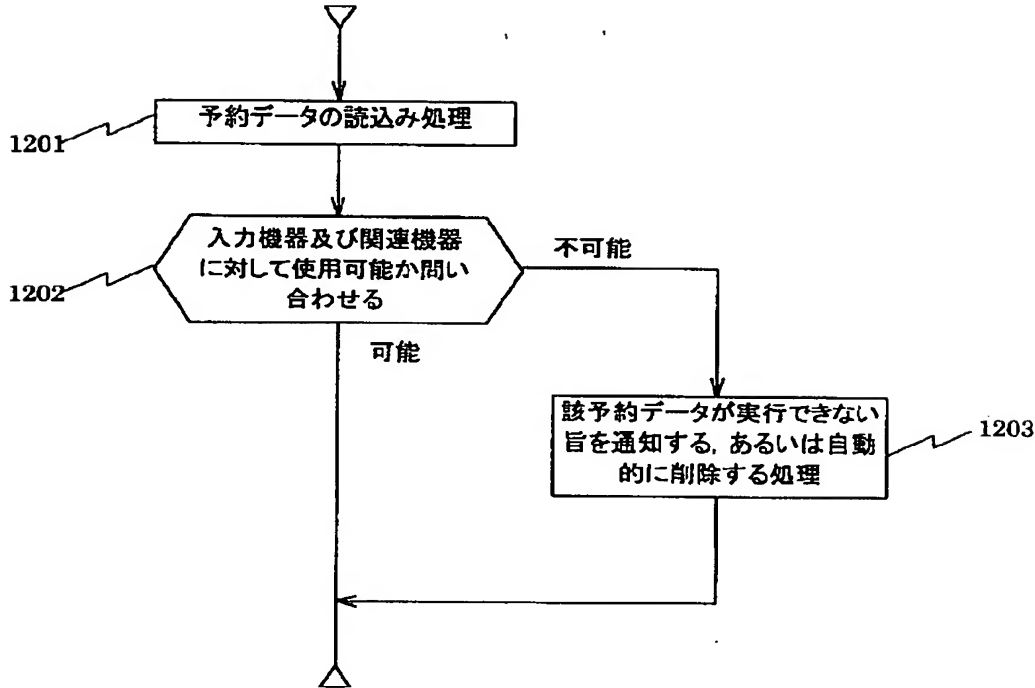 予約データの読込み処理
1201
入力機器及び関連機器
に対して使用可能か問い
合わせる
1202
不可能
可能
該予約データが実行できない
旨を通知する, あるいは自動
的に削除する処理
1203